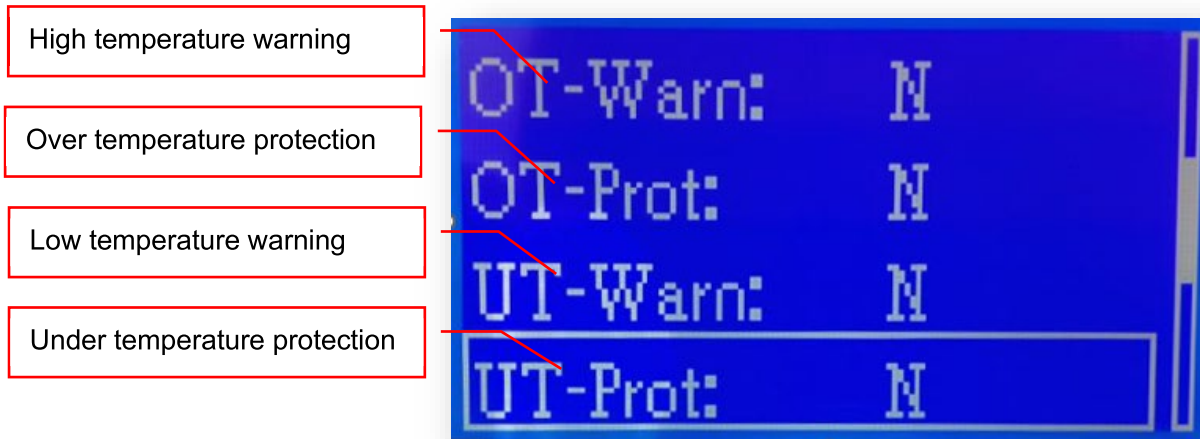 High temperature warning
OT-Warn: N
Over temperature protection
OT-Prot: N
Low temperature warning
UT-Warn: N
Under temperature protection
UT-Prot: N